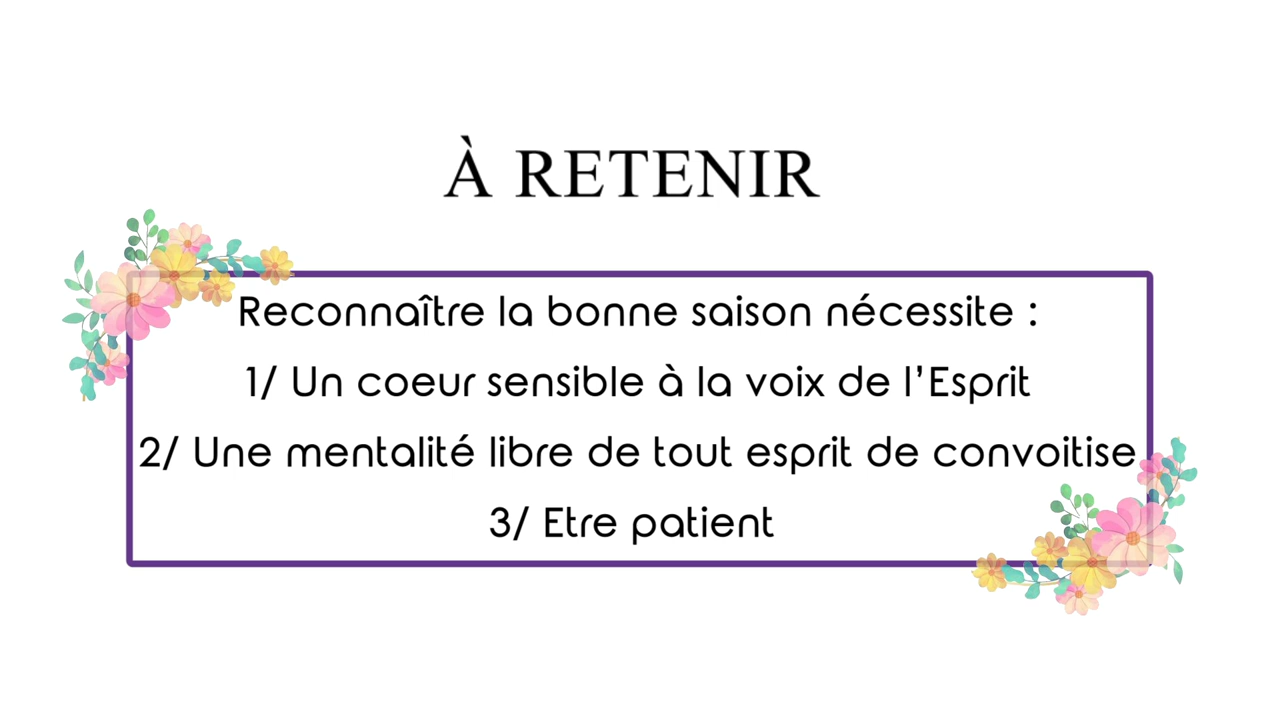 À RETENIR
Reconnaître la bonne saison nécessite :
1/ Un coeur sensible à la voix de l’Esprit
2/ Une mentalité libre de tout esprit de convoitise
3/ Etre patient